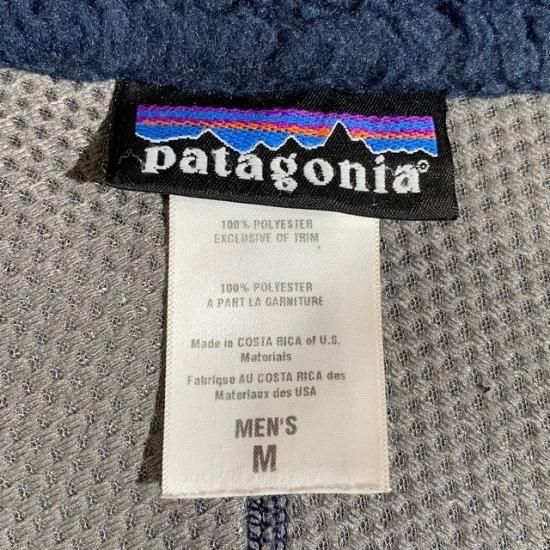 patagonia®
100% POLYESTER
EXCLUSIVE OF TRIM
100% POLYESTER
A PART LA GARNITURE
Made in COSTA RICA of U.S.
Materials
Fabrique AU COSTA RICA des
Materiaux des USA
MEN'S
M